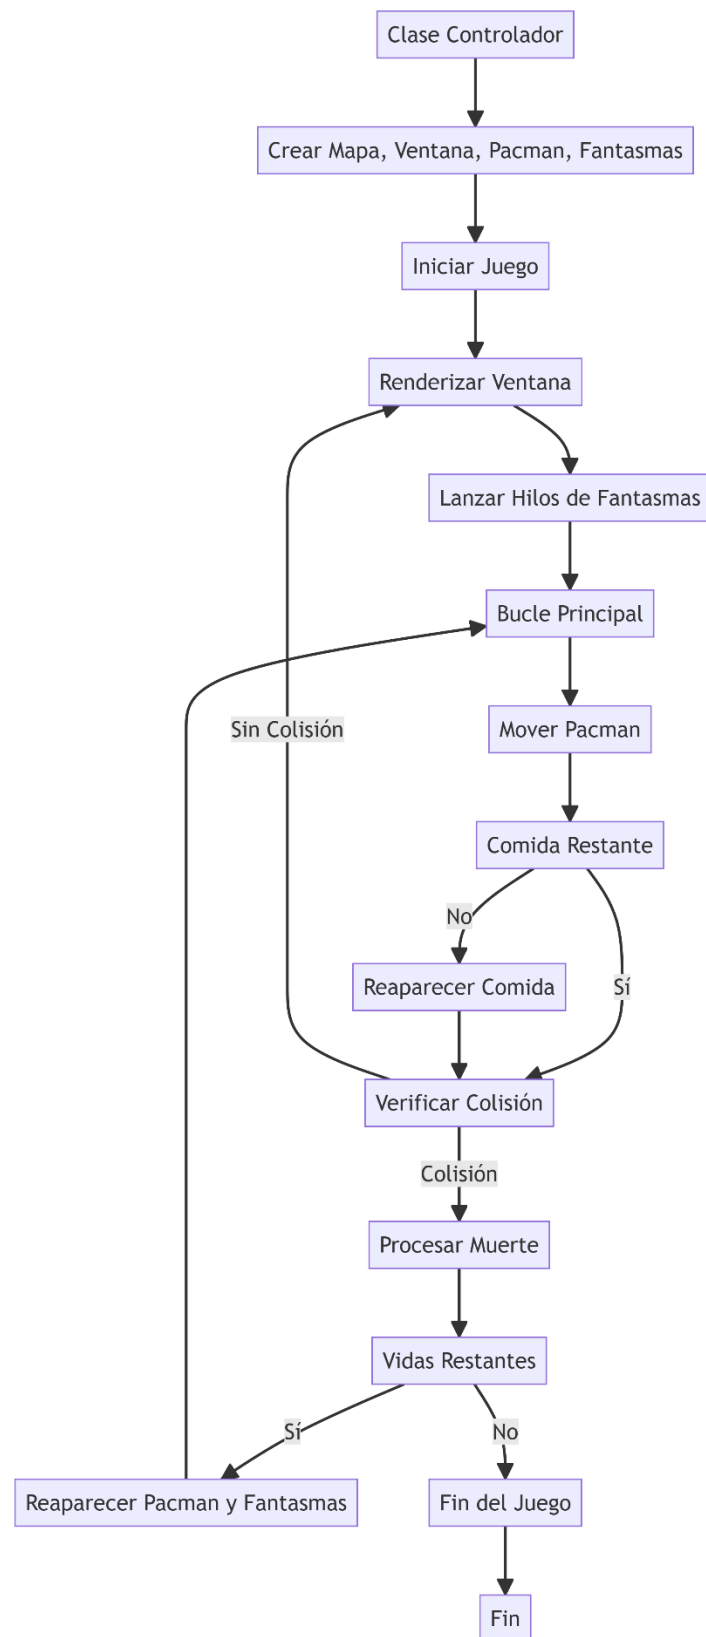 Clase Controlador
Crear Mapa, Ventana, Pacman, Fantasmas
Iniciar Juego
Renderizar Ventana
Lanzar Hilos de Fantasmas
Bucle Principal
Sin Colisión
Mover Pacman
Comida Restante
No
Reaparecer Comida
Sí
Verificar Colisión
Colisión
Procesar Muerte
Vidas Restantes
Sí
No
Reaparecer Pacman y Fantasmas
Fin del Juego
Fin